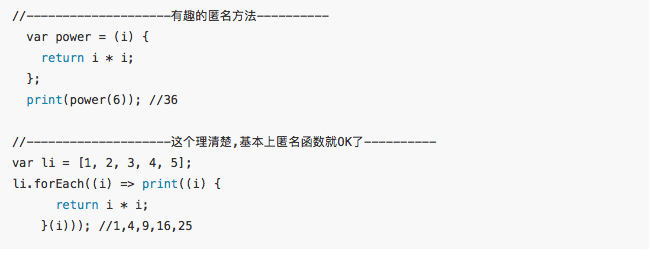 //--------------------有趣的匿名方法----------
var power = (i) {
return i * i;
};
print(power(6)); //36
//--------------------这个理清楚,基本上匿名函数就OK了----------
var li = [1, 2, 3, 4, 5];
li.forEach((i) => print((i) {
return i * i;
}(i))); //1,4,9,16,25